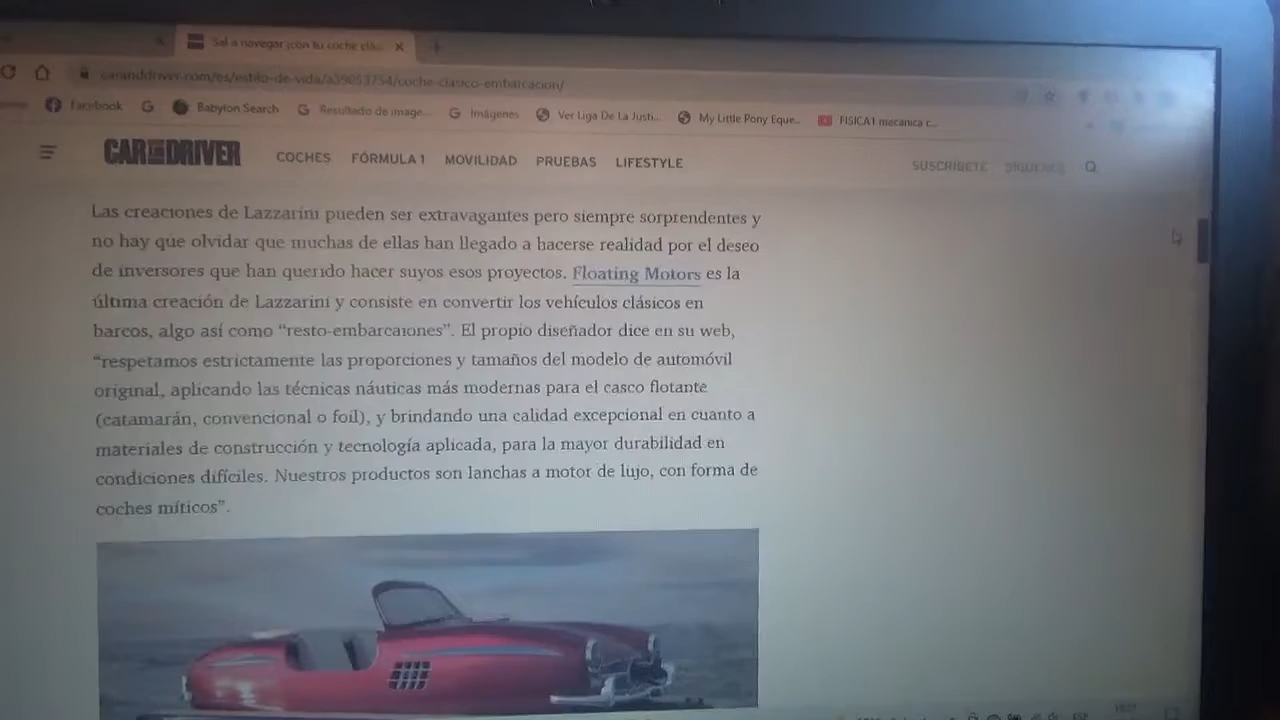 Sal a navegar ¡con tu coche clás
caranddriver.com/es/estilo-de-vida/a39053754/coche-clasico-embarcacion/
Facebook Babylon Search Resultado de image... Imágenes Ver Liga De La Justi... My Little Pony Eque... FISICA1 mecanica c...
CAR AND DRIVER COCHES FÓRMULA 1 MOVILIDAD PRUEBAS LIFESTYLE SUSCRÍBETE SÍGUENOS
Las creaciones de Lazzarini pueden ser extravagantes pero siempre sorprendentes y
no hay que olvidar que muchas de ellas han llegado a hacerse realidad por el deseo
de inversores que han querido hacer suyos esos proyectos. Floating Motors es la
última creación de Lazzarini y consiste en convertir los vehículos clásicos en
barcos, algo así como “resto-embarcaiones”. El propio diseñador dice en su web,
“respetamos estrictamente las proporciones y tamaños del modelo de automóvil
original, aplicando las técnicas náuticas más modernas para el casco flotante
(catamarán, convencional o foil), y brindando una calidad excepcional en cuanto a
materiales de construcción y tecnología aplicada, para la mayor durabilidad en
condiciones difíciles. Nuestros productos son lanchas a motor de lujo, con forma de
coches míticos”.
ESP